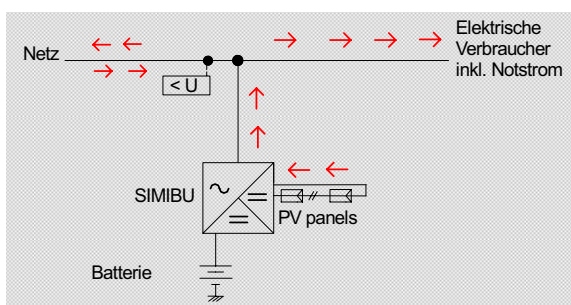 Elektrische
Verbraucher
inkl. Notstrom
Netz
< U
SIMIBU
PV panels
Batterie